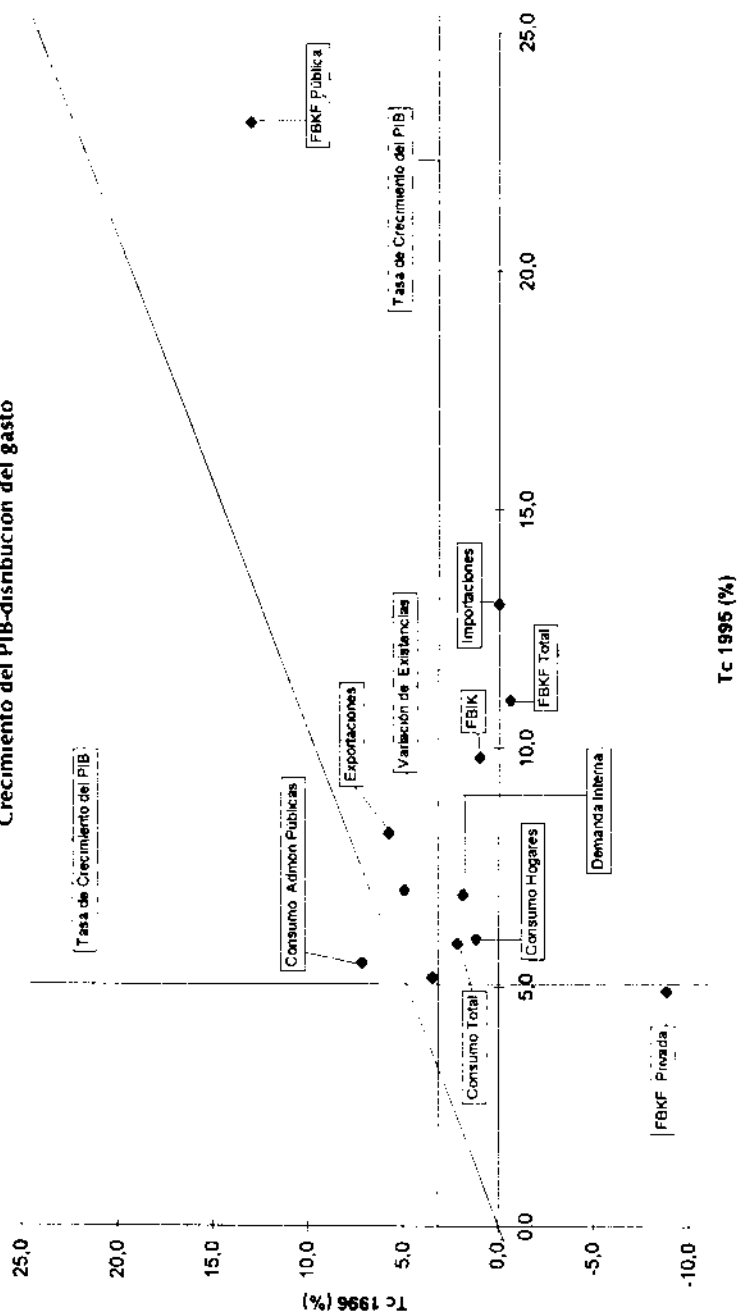 Crecimiento del PIB-distribución del gasto
Tc 1996 (%)
25,0
20,0
15,0
10,0
5,0
0,0
-5,0
-10,0
Tasa de Crecimiento del PIB
Consumo Admon Públicas
Exportaciones
Variación de Existencias
FBKF Pública
Tasa de Crecimiento del PIB
Importaciones
FBIK
FBKF Total
Demanda Interna
Consumo Hogares
Consumo Total
FBKF Privada
0,0
5,0
10,0
15,0
20,0
25,0
Tc 1995 (%)